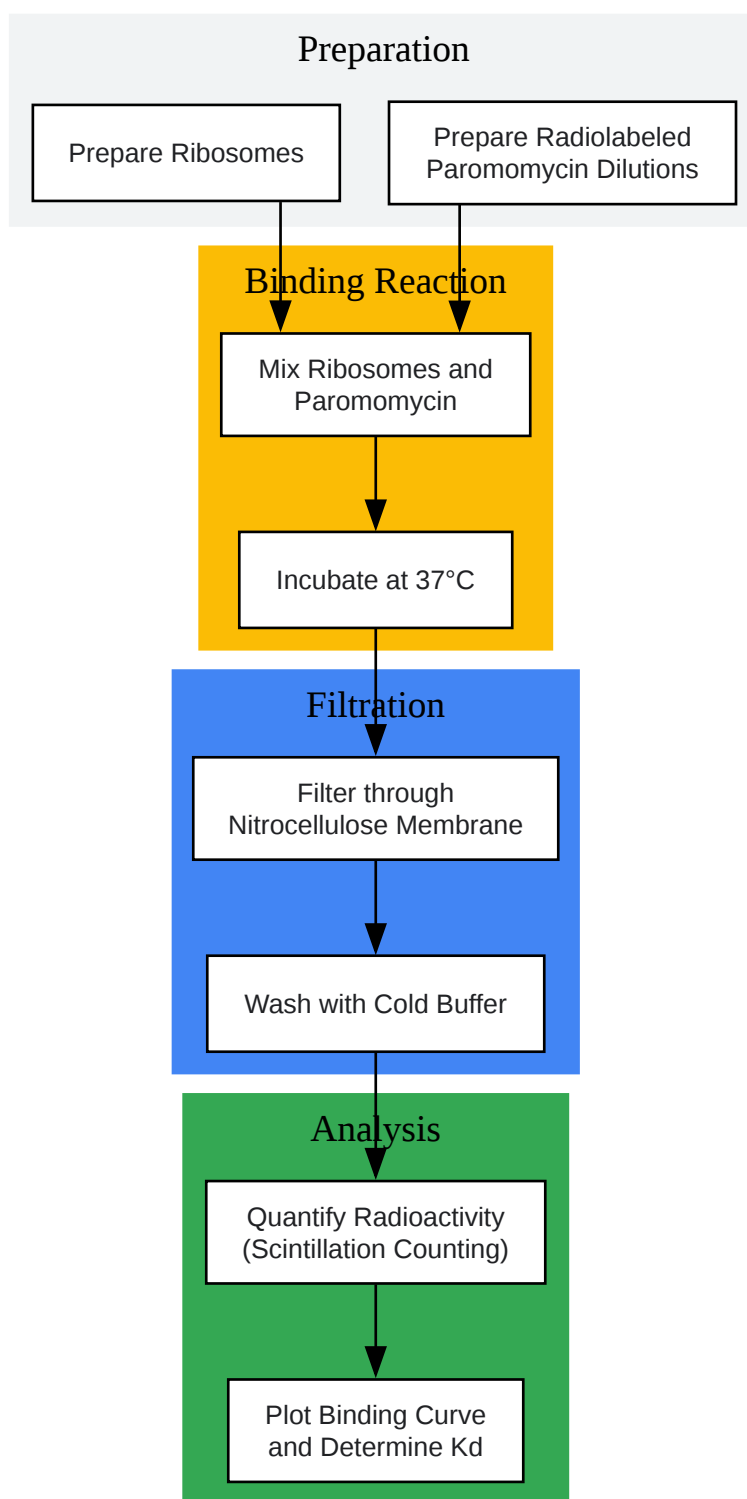 Preparation
Prepare Ribosomes
Prepare Radiolabeled
Paromomycin Dilutions
Binding Reaction
Mix Ribosomes and
Paromomycin
Incubate at 37°C
Filtration
Filter through
Nitrocellulose Membrane
Wash with Cold Buffer
Analysis
Quantify Radioactivity
(Scintillation Counting)
Plot Binding Curve
and Determine Kd